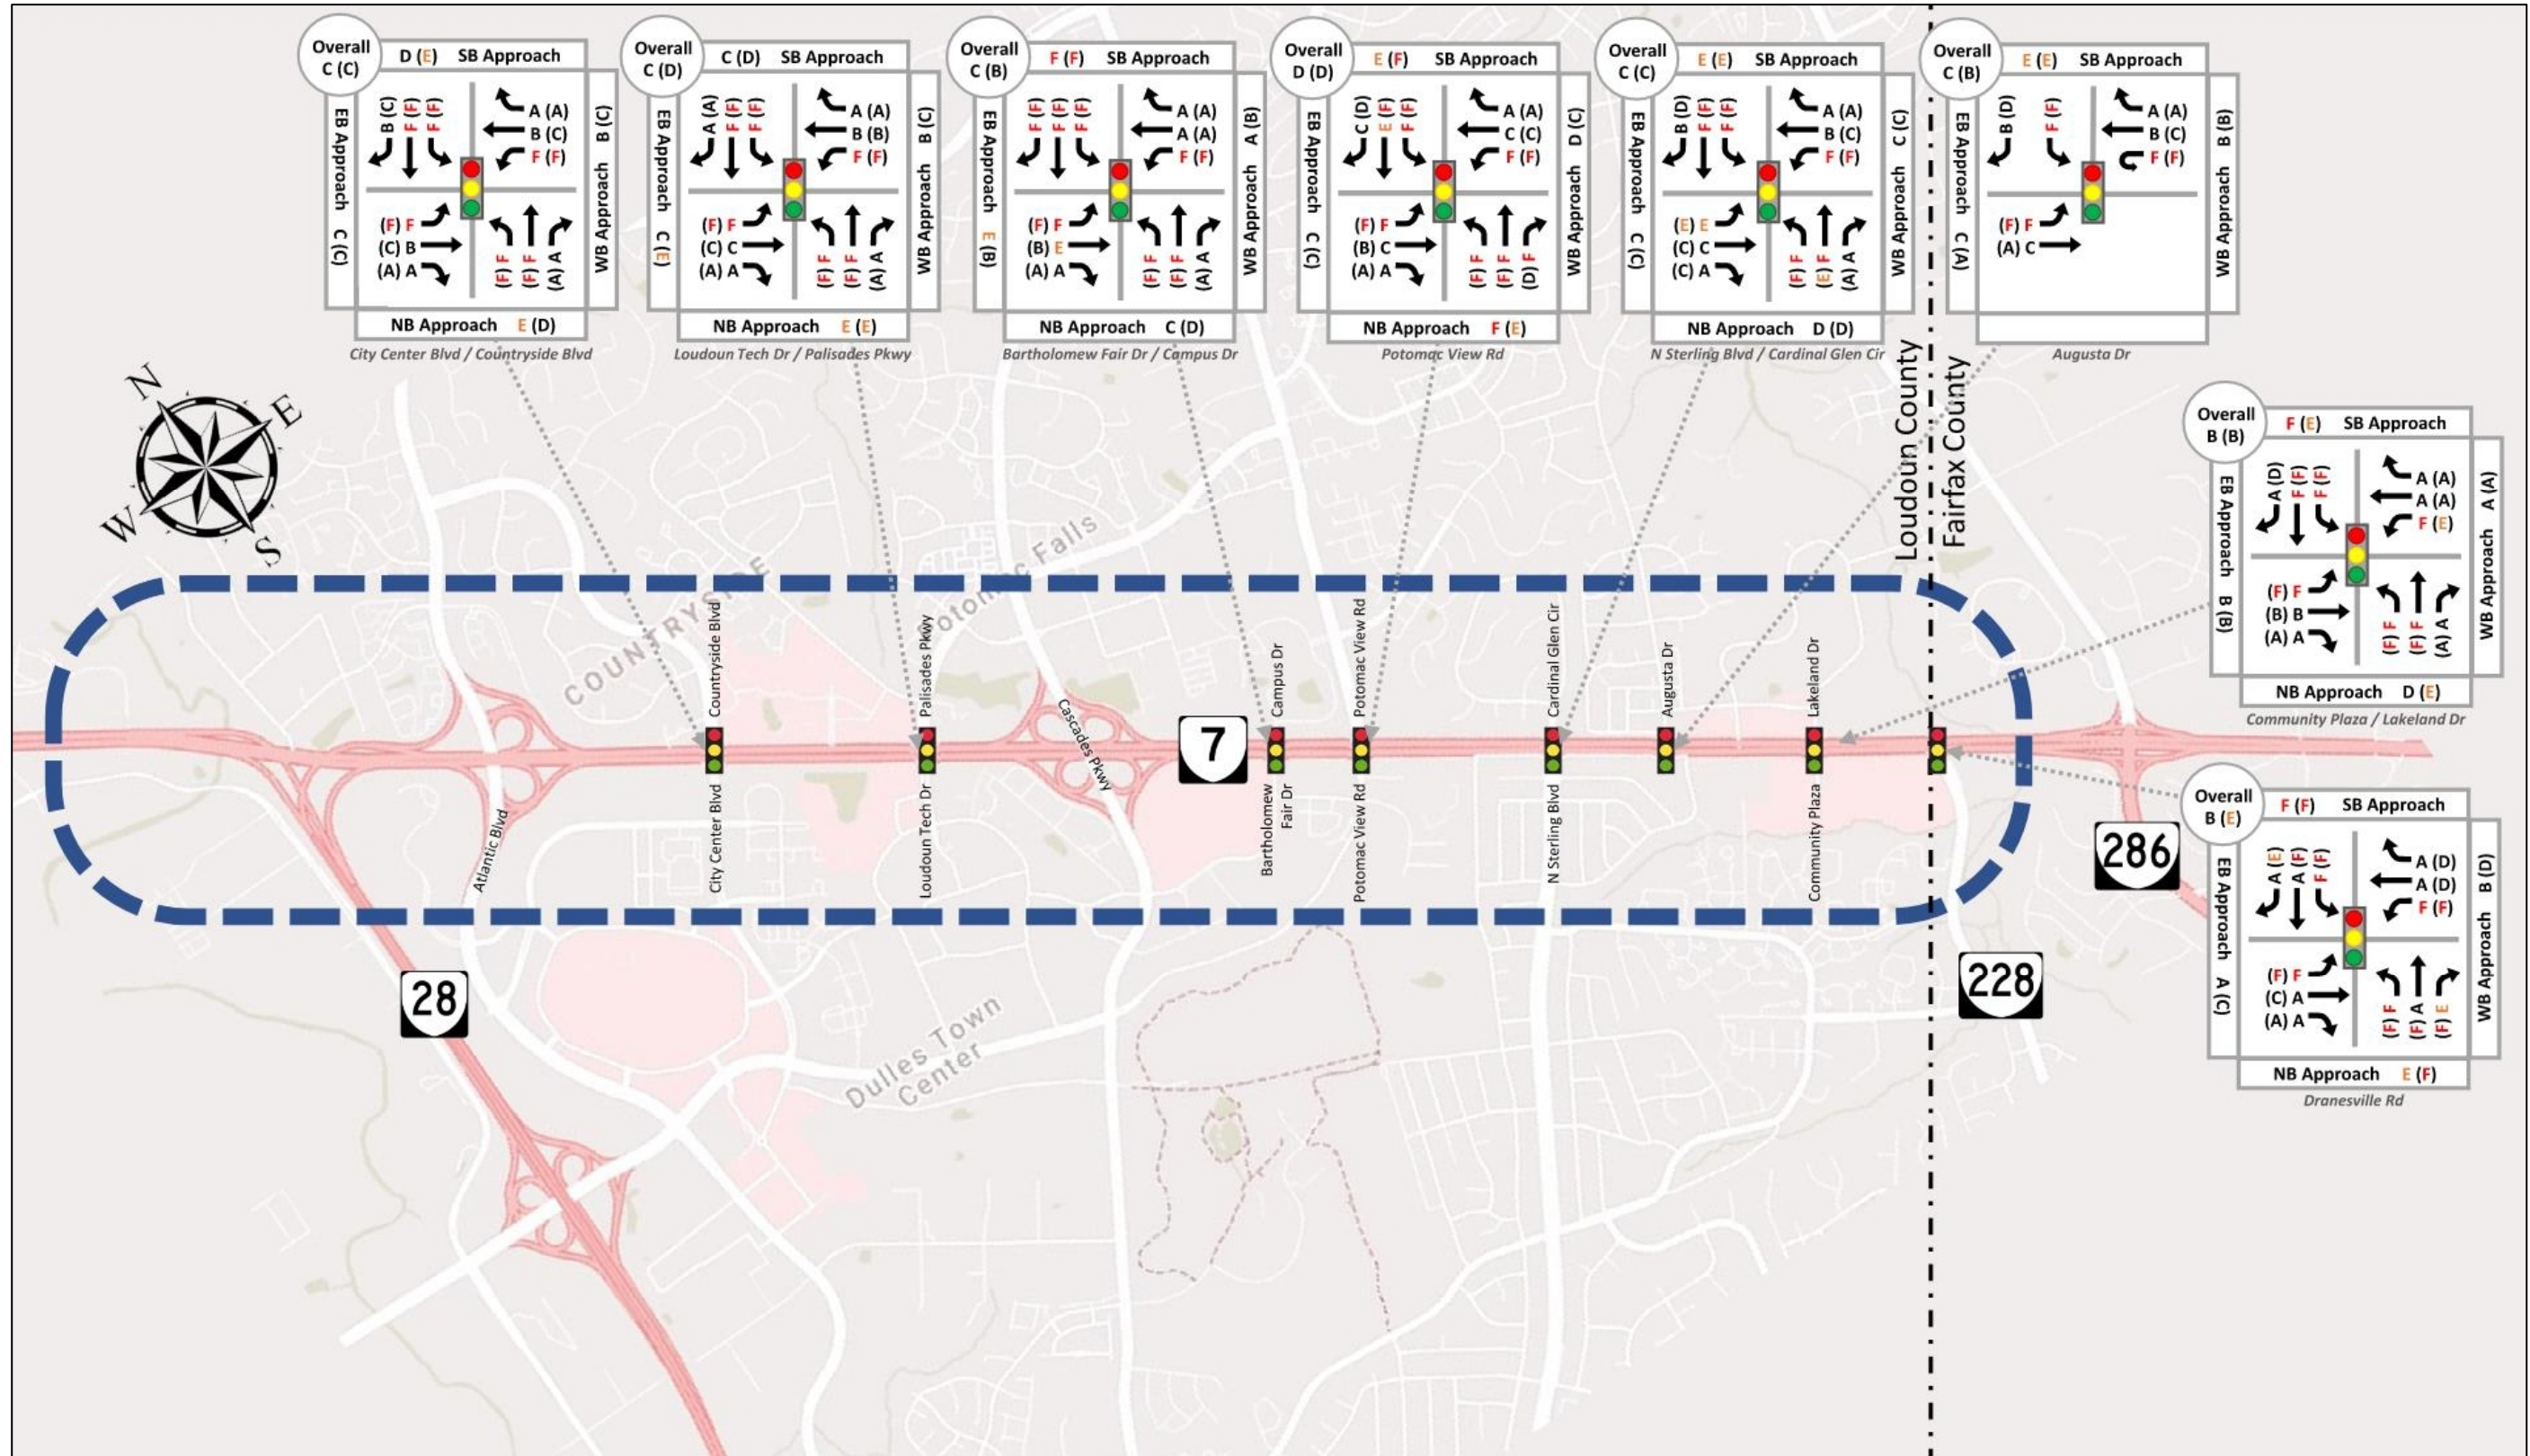 Overall
C (C)
D (E) SB Approach
EB Approach C (C)
WB Approach B (C)
B (C)
F (F)
F (F)
A (A)
B (C)
F (F)
(F) F
(C) B
(A) A
(F) F
(F) F
(A) A
NB Approach E (D)
City Center Blvd / Countryside Blvd
Overall
C (D)
C (D) SB Approach
EB Approach C (E)
WB Approach B (C)
A (A)
F (F)
F (F)
A (A)
B (B)
F (F)
(F) F
(C) C
(A) A
(F) F
(F) F
(A) A
NB Approach E (E)
Loudoun Tech Dr / Palisades Pkwy
Overall
C (B)
F (F) SB Approach
EB Approach E (B)
WB Approach A (B)
F (F)
F (F)
F (F)
A (A)
A (A)
F (F)
(F) F
(B) E
(A) A
(F) F
(F) F
(A) A
NB Approach C (D)
Bartholomew Fair Dr / Campus Dr
Overall
D (D)
E (F) SB Approach
EB Approach C (C)
WB Approach D (C)
C (D)
E (F)
F (F)
A (A)
C (C)
F (F)
(F) F
(B) C
(A) A
(F) F
(F) F
(D) F
NB Approach F (E)
Potomac View Rd
Overall
C (C)
E (E) SB Approach
EB Approach C (C)
WB Approach C (C)
B (D)
F (F)
F (F)
A (A)
B (C)
F (F)
(E) E
(C) C
(C) A
(F) F
(E) F
(A) A
NB Approach D (D)
N Sterling Blvd / Cardinal Glen Cir
Overall
C (B)
E (E) SB Approach
EB Approach C (A)
WB Approach B (B)
B (D)
F (F)
A (A)
B (C)
F (F)
(F) F
(A) C
Augusta Dr
Loudoun County
Fairfax County
N
E
W
S
Overall
B (B)
F (E) SB Approach
EB Approach B (B)
WB Approach A (A)
A (D)
F (F)
F (F)
A (A)
A (A)
F (E)
(F) F
(B) B
(A) A
(F) F
(F) F
(A) A
NB Approach D (E)
Community Plaza / Lakeland Dr
COUNTRYSIDE
Potomac Falls
Countryside Blvd
Palisades Pkwy
Campus Dr
Potomac View Rd
Cardinal Glen Cir
Augusta Dr
Lakeland Dr
Cascades Pkwy
7
Atlantic Blvd
City Center Blvd
Loudoun Tech Dr
Bartholomew
Fair Dr
Potomac View Rd
N Sterling Blvd
Community Plaza
286
Overall
B (E)
F (F) SB Approach
EB Approach A (C)
WB Approach B (D)
A (E)
A (F)
F (F)
A (D)
A (D)
F (F)
(F) F
(C) A
(A) A
(F) F
(F) A
(F) E
NB Approach E (F)
Dranesville Rd
28
228
Dulles Town
Center